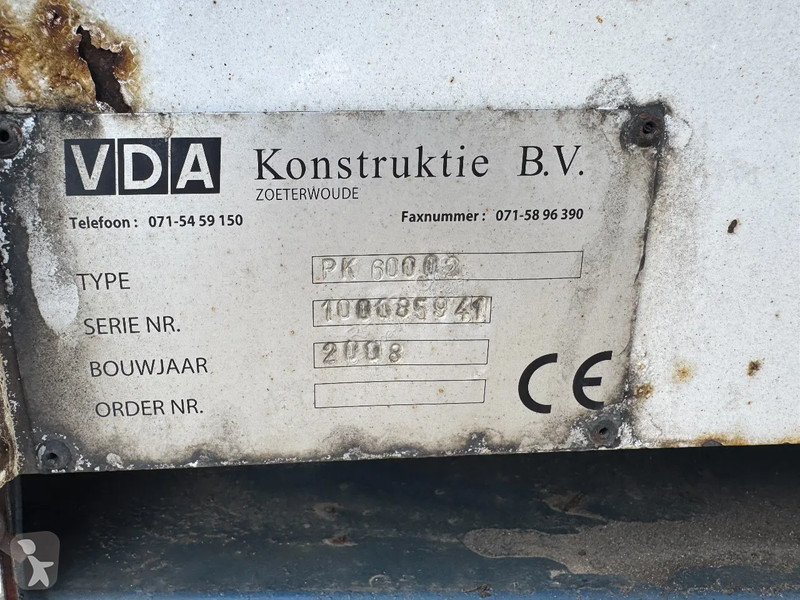 VDA Konstruktie B.V.
ZOETERWOUDE
Telefoon : 071-54 59 150 Faxnummer : 071-58 96 390
TYPE PK 60002
SERIE NR. 100085941
BOUWJAAR 2008
ORDER NR.
CE